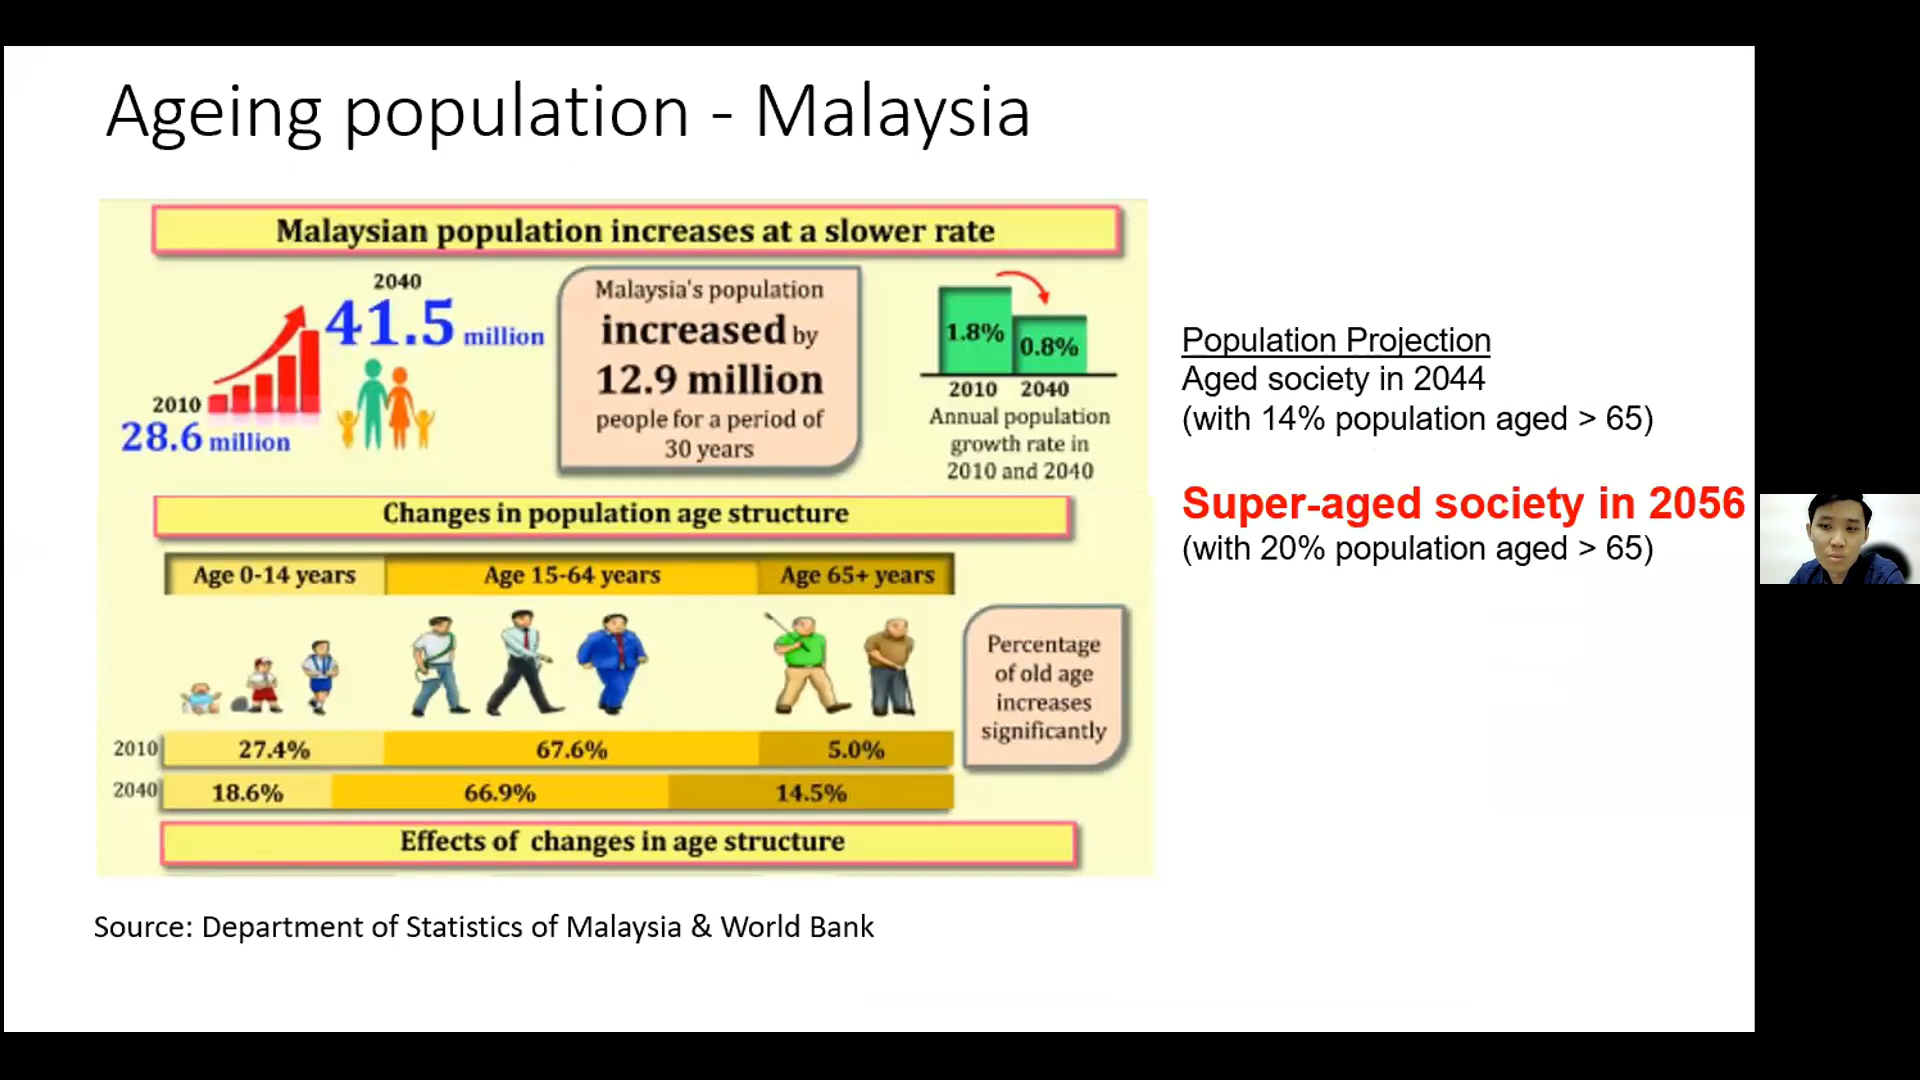 Ageing population - Malaysia
Malaysian population increases at a slower rate
2040
41.5 million
2010
28.6 million
Malaysia's population
increased by
12.9 million
people for a period of
30 years
1.8%
0.8%
2010 2040
Annual population
growth rate in
2010 and 2040
Population Projection
Aged society in 2044
(with 14% population aged > 65)
Super-aged society in 2056
(with 20% population aged > 65)
Changes in population age structure
Age 0-14 years Age 15-64 years Age 65+ years
Percentage
of old age
increases
significantly
2010 27.4% 67.6% 5.0%
2040 18.6% 66.9% 14.5%
Effects of changes in age structure
Source: Department of Statistics of Malaysia & World Bank